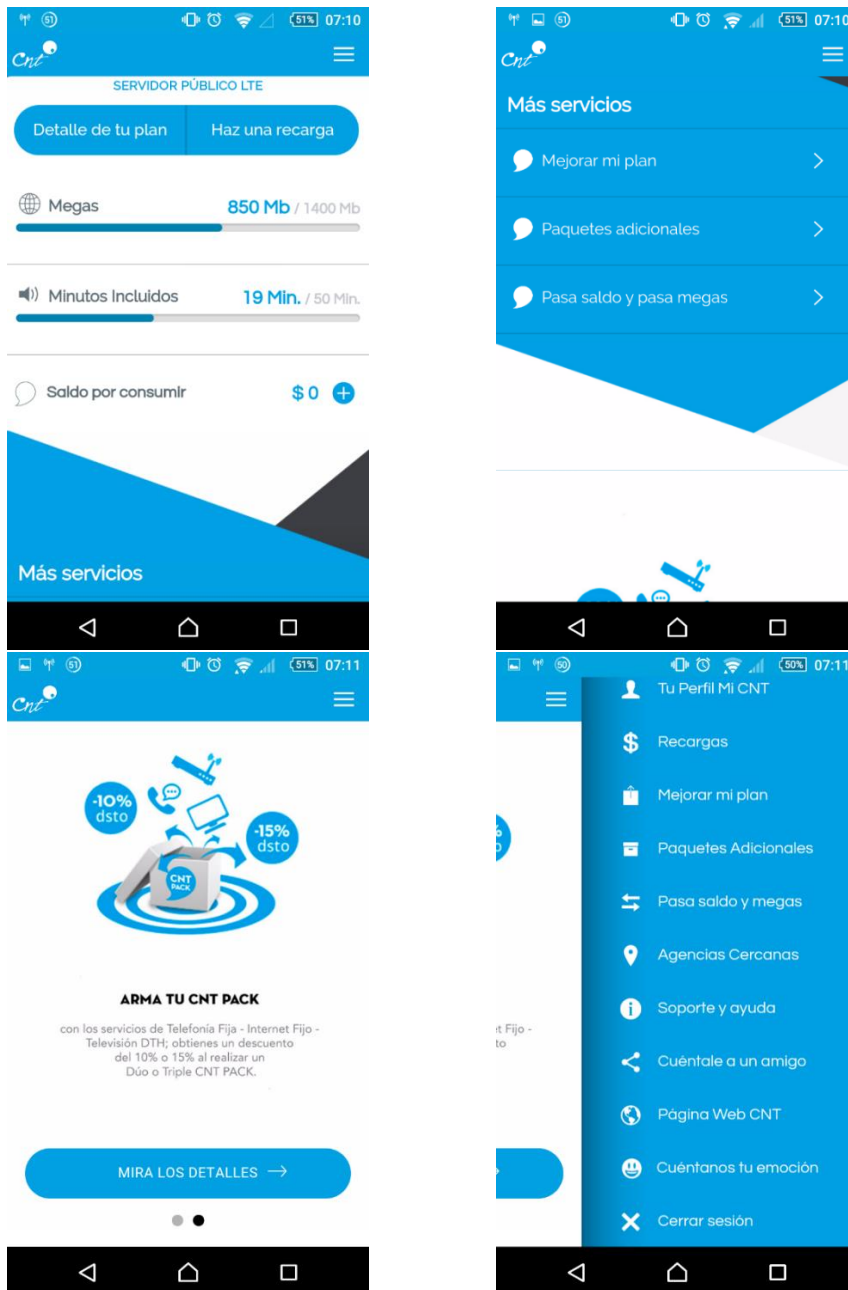 51 51% 07:10
Cnt
SERVIDOR PÚBLICO LTE
Detalle de tu plan Haz una recarga
Megas 850 Mb / 1400 Mb
Minutos Incluidos 19 Min. / 50 Min.
Saldo por consumir $ 0
Más servicios
51 51% 07:10
Cnt
Más servicios
Mejorar mi plan
Paquetes adicionales
Pasa saldo y pasa megas
51 51% 07:11
Cnt
-10%
dsto
-15%
dsto
CNT
PACK
ARMA TU CNT PACK
con los servicios de Telefonía Fija - Internet Fijo -
Televisión DTH; obtienes un descuento
del 10% o 15% al realizar un
Dúo o Triple CNT PACK.
MIRA LOS DETALLES
50 50% 07:11
Tu Perfil Mi CNT
Recargas
Mejorar mi plan
Paquetes Adicionales
Pasa saldo y megas
Agencias Cercanas
Soporte y ayuda
Cuéntale a un amigo
Página Web CNT
Cuéntanos tu emoción
Cerrar sesión
et Fijo -
to